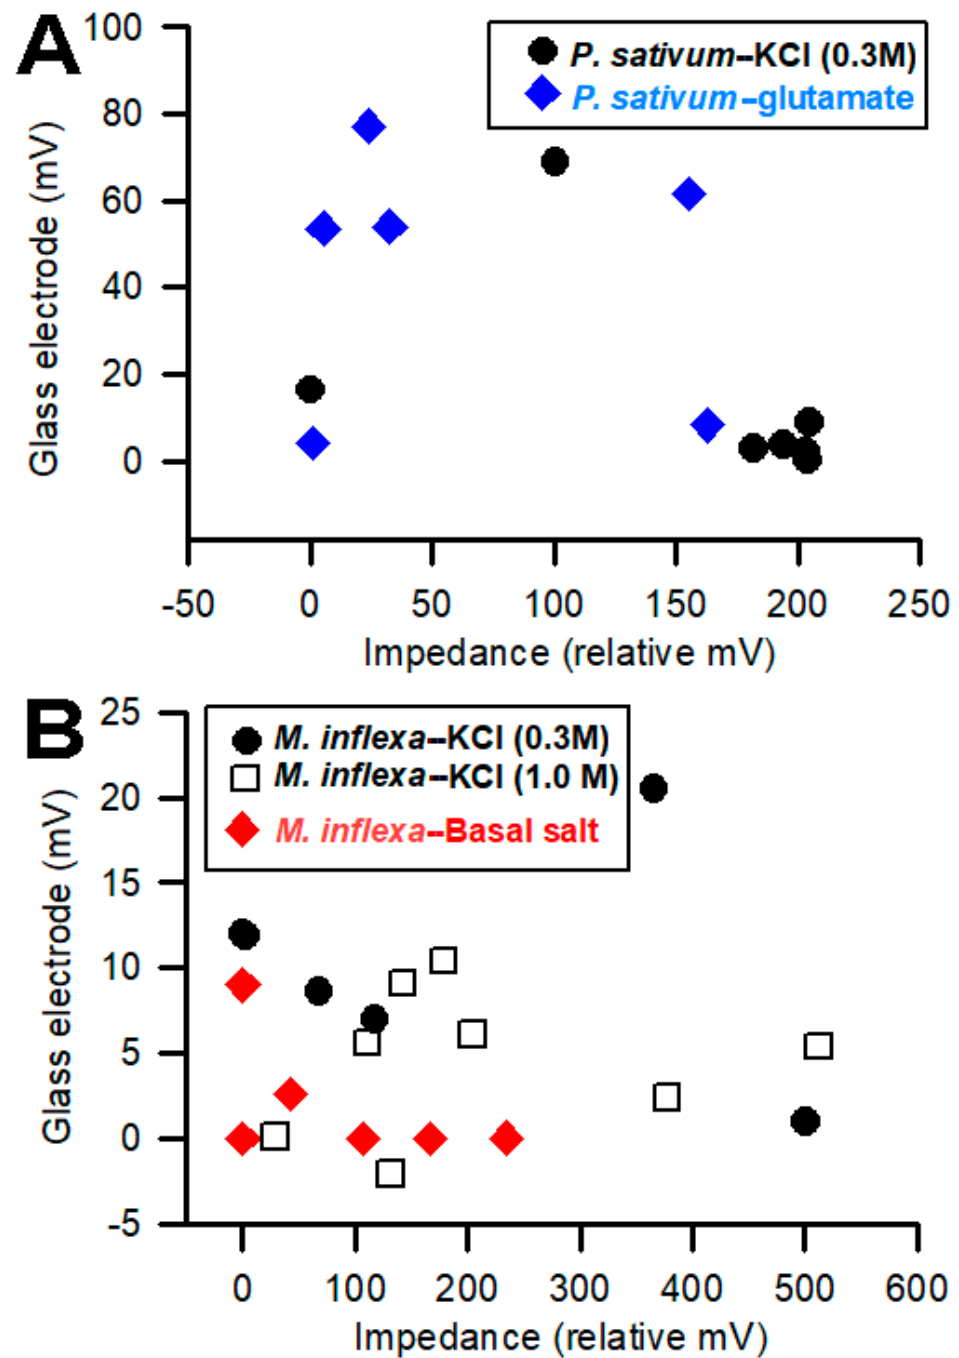 A
100
80
60
40
20
0
Glass electrode (mV)
P. sativum--KCl (0.3M)
P. sativum--glutamate
-50 0 50 100 150 200 250
Impedance (relative mV)
B
25
20
15
10
5
0
-5
Glass electrode (mV)
M. inflexa--KCl (0.3M)
M. inflexa--KCl (1.0 M)
M. inflexa--Basal salt
0 100 200 300 400 500 600
Impedance (relative mV)